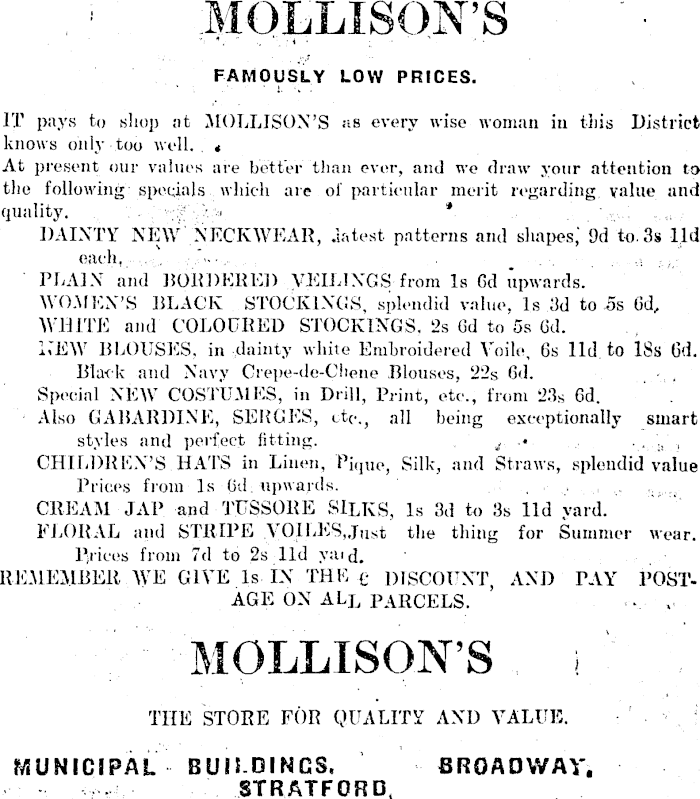 MOLLISON'S
FAMOUSLY LOW PRICES.
IT pays to shop at MOLLISON'S as every wise woman in this District
knows only too well.
At present our values are better than ever, and we draw your attention to
the following specials which are of particular merit regarding value and
quality.
DAINTY NEW NECKWEAR, latest patterns and shapes, 9d to 3s 11d
each,
PLAIN and BORDERED VEILINGS from 1s 6d upwards.
WOMEN'S BLACK STOCKINGS, splendid value, 1s 3d to 5s 6d,
WHITE and COLOURED STOCKINGS, 2s 6d to 5s 6d.
NEW BLOUSES, in dainty white Embroidered Voile, 6s 11d to 18s 6d.
Black and Navy Crepe-de-Chene Blouses, 22s 6d.
Special NEW COSTUMES, in Drill, Print, etc., from 23s 6d.
Also GABARDINE, SERGES, etc., all being exceptionally smart
styles and perfect fitting.
CHILDREN'S HATS in Linen, Pique, Silk, and Straws, splendid value
Prices from 1s 6d upwards.
CREAM JAP and TUSSORE SILKS, 1s 3d to 3s 11d yard.
FLORAL and STRIPE VOILES, Just the thing for Summer wear.
Prices from 7d to 2s 11d yard.
REMEMBER WE GIVE 1s IN THE £ DISCOUNT, AND PAY POST-
AGE ON ALL PARCELS.
MOLLISON'S
THE STORE FOR QUALITY AND VALUE.
MUNICIPAL BUILDINGS, BROADWAY,
STRATFORD,